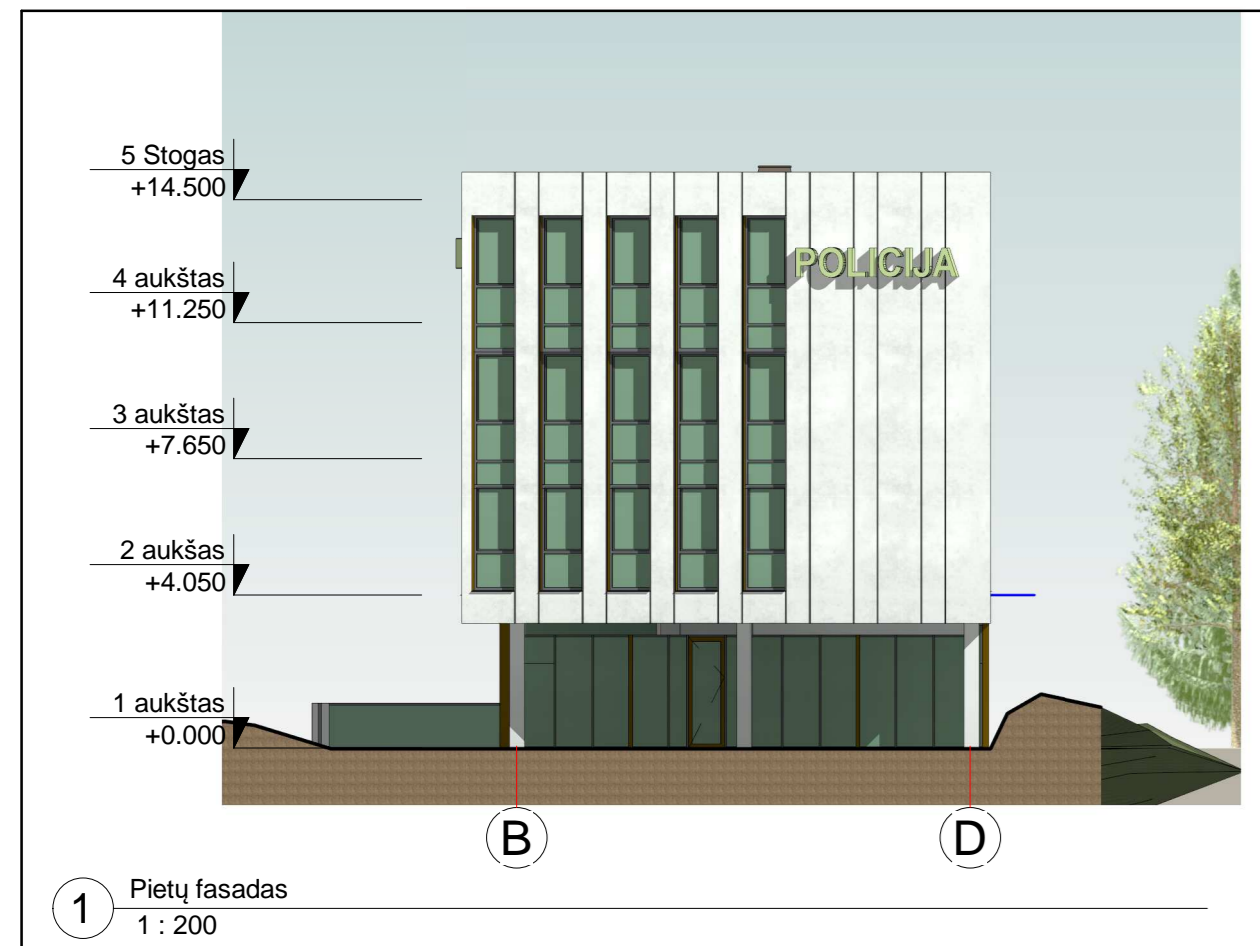 5 Stogas
+14.500
POLICIJA
4 aukštas
+11.250
3 aukštas
+7.650
2 aukšas
+4.050
1 aukštas
+0.000
B
D
1
Pietų fasadas
1 : 200